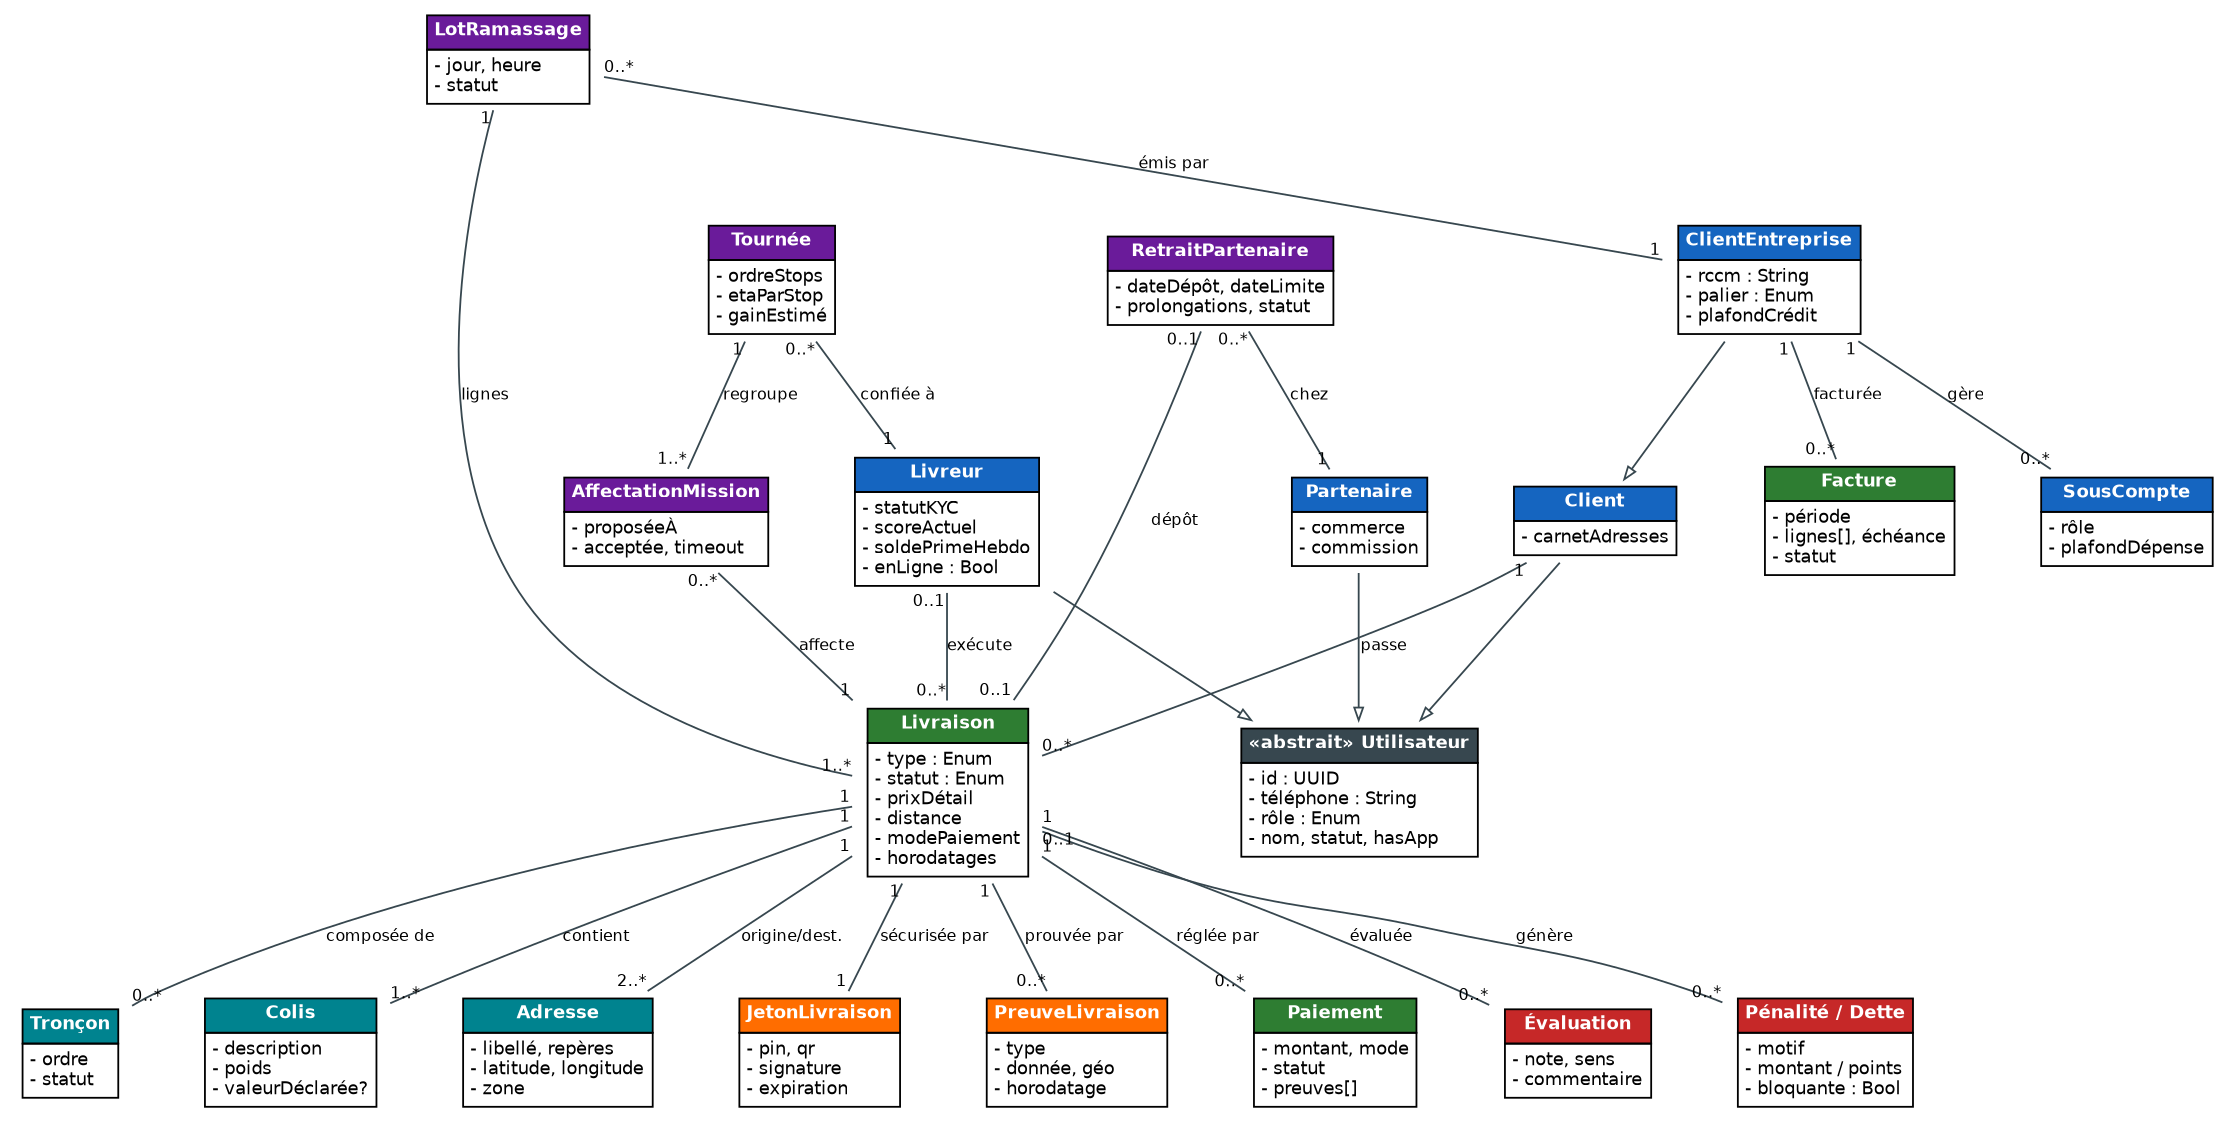 LotRamassage
- jour, heure
- statut
0..*
1
émis par
Tournée
- ordreStops
- etaParStop
- gainEstimé
RetraitPartenaire
- dateDépôt, dateLimite
- prolongations, statut
1
ClientEntreprise
- rccm : String
- palier : Enum
- plafondCrédit
1
0..*
0..1
0..*
1
1
lignes
regroupe
confiée à
chez
facturée
gère
1..*
1
1
0..*
0..*
AffectationMission
- proposéeÀ
- acceptée, timeout
Livreur
- statutKYC
- scoreActuel
- soldePrimeHebdo
- enLigne : Bool
dépôt
Partenaire
- commerce
- commission
Client
- carnetAdresses
Facture
- période
- lignes[], échéance
- statut
SousCompte
- rôle
- plafondDépense
0..*
0..1
1
affecte
exécute
passe
1
0..*
0..1
0..*
1..*
Livraison
- type : Enum
- statut : Enum
- prixDétail
- distance
- modePaiement
- horodatages
«abstrait» Utilisateur
- id : UUID
- téléphone : String
- rôle : Enum
- nom, statut, hasApp
1
1
1
1
0..1
1
1
1
composée de
contient
origine/dest.
sécurisée par
prouvée par
réglée par
évaluée
génère
0..*
1..*
2..*
1
0..*
0..*
0..*
0..*
Tronçon
- ordre
- statut
Colis
- description
- poids
- valeurDéclarée?
Adresse
- libellé, repères
- latitude, longitude
- zone
JetonLivraison
- pin, qr
- signature
- expiration
PreuveLivraison
- type
- donnée, géo
- horodatage
Paiement
- montant, mode
- statut
- preuves[]
Évaluation
- note, sens
- commentaire
Pénalité / Dette
- motif
- montant / points
- bloquante : Bool